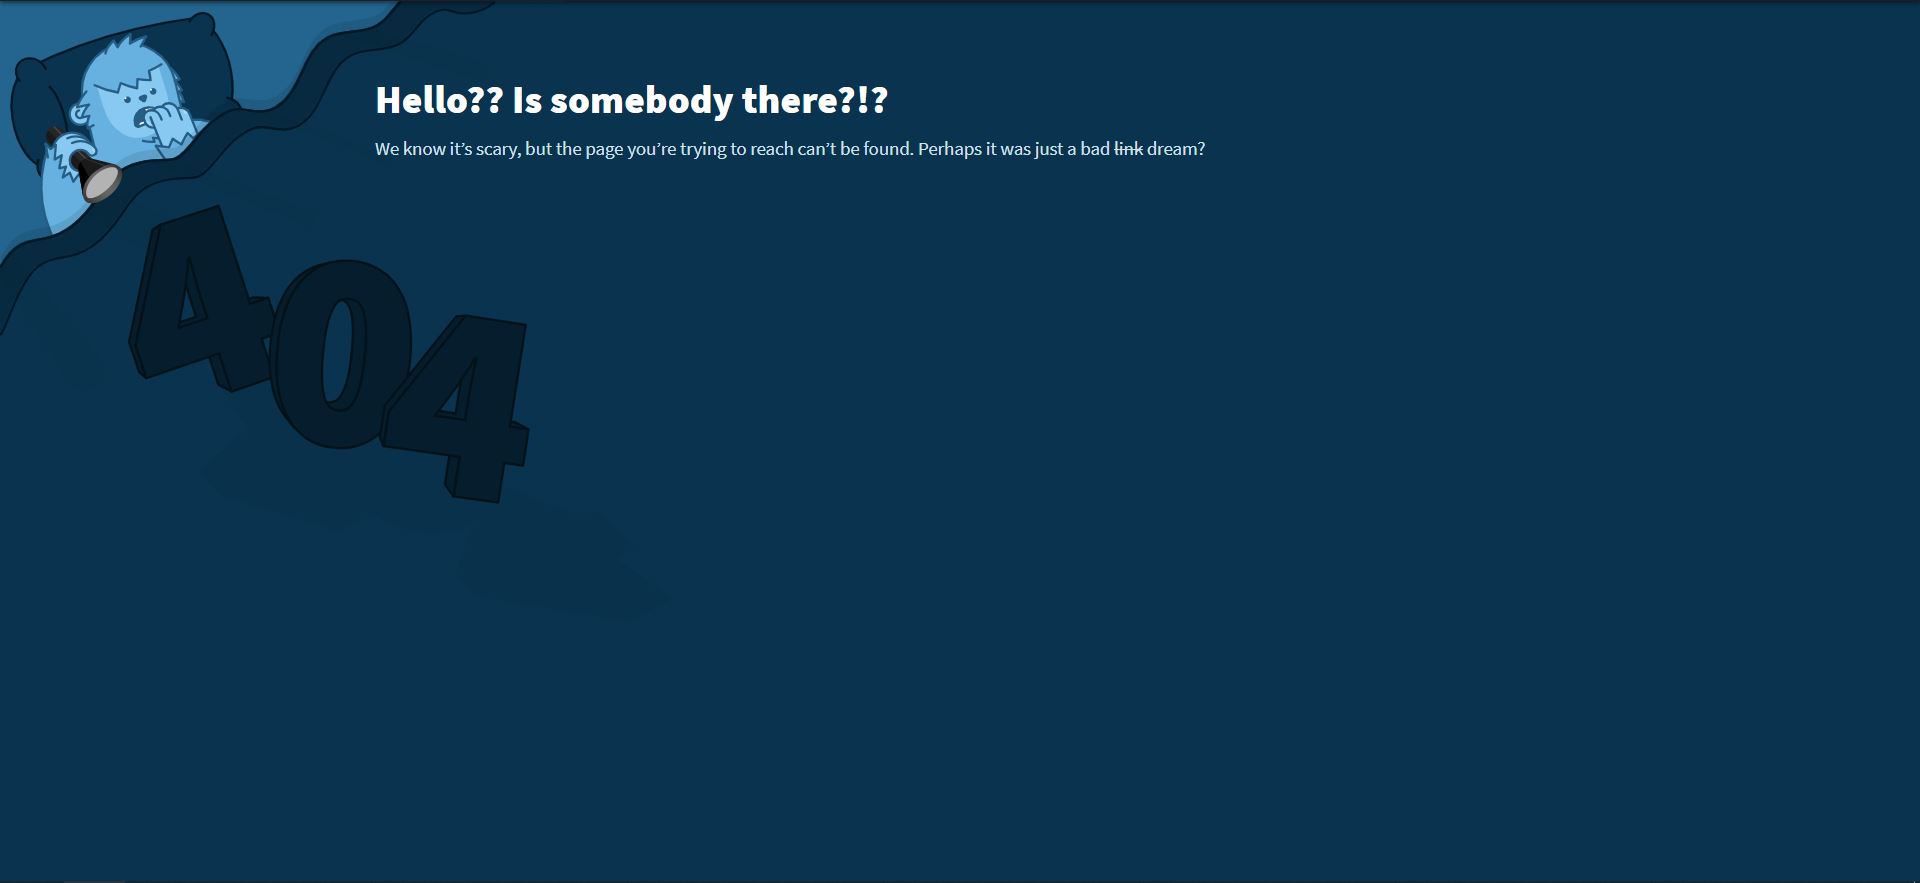 Hello?? Is somebody there?!?
We know it’s scary, but the page you’re trying to reach can’t be found. Perhaps it was just a bad link dream?
404